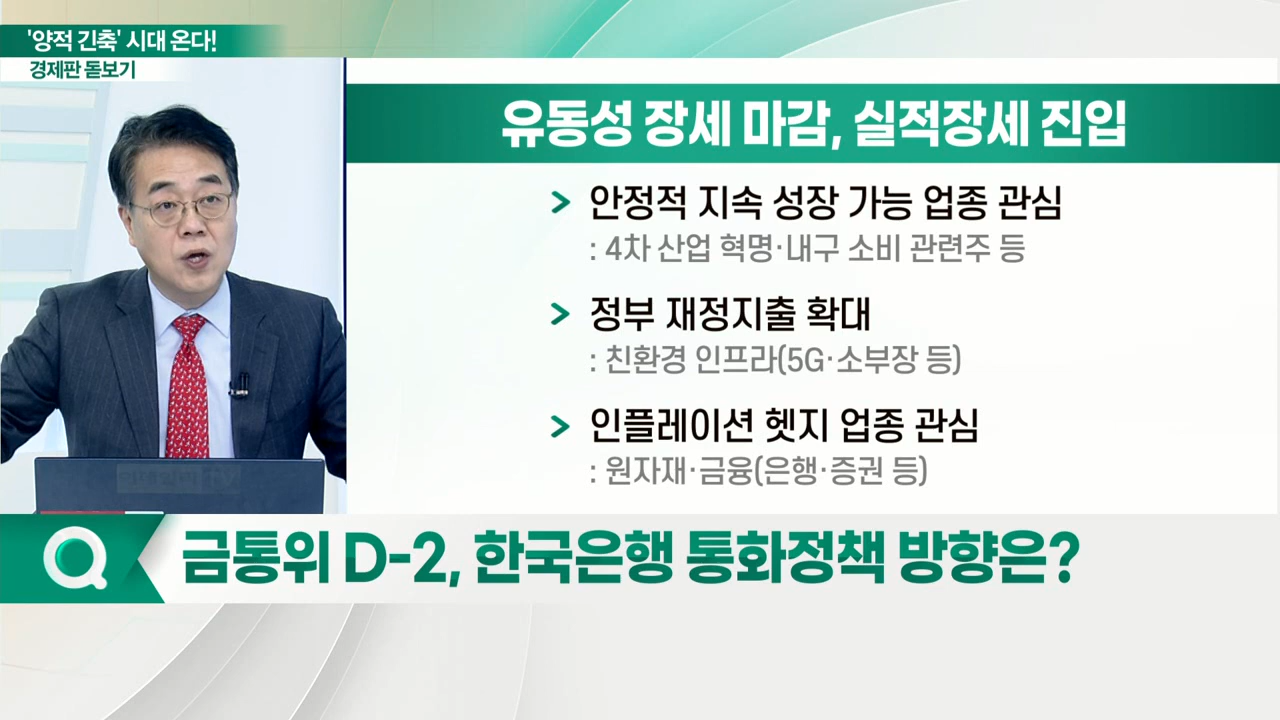 '양적 긴축' 시대 온다!
경제판 돋보기
유동성 장세 마감, 실적장세 진입
> 안정적 지속 성장 가능 업종 관심
: 4차 산업 혁명·내구 소비 관련주 등
> 정부 재정지출 확대
: 친환경 인프라(5G·소부장 등)
> 인플레이션 헷지 업종 관심
: 원자재·금융(은행·증권 등)
Q 금통위 D-2, 한국은행 통화정책 방향은?